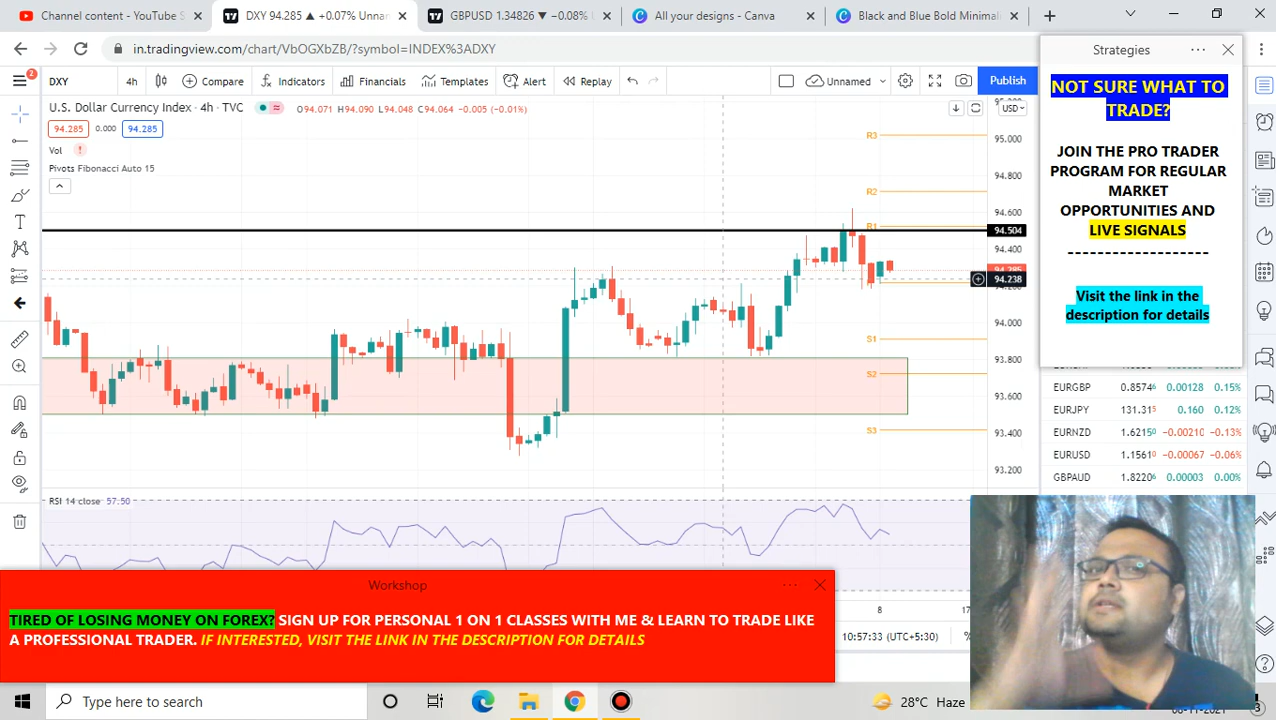 Channel content - YouTube S
DXY 94.285 ▲ +0.07% Unnam
GBPUSD 1.34826 ▼ −0.08% U
All your designs - Canva
Black and Blue Bold Minimali
in.tradingview.com/chart/VbOGXbZB/?symbol=INDEX%3ADXY
2
DXY
4h
Compare
Indicators
Financials
Templates
Alert
Replay
Unnamed
Publish
U.S. Dollar Currency Index · 4h · TVC
O94.071 H94.090 L94.048 C94.064 −0.005 (−0.01%)
USD
94.285
0.000
94.285
Vol
Pivots Fibonacci Auto 15
R3
R2
R1
S1
S2
S3
95.000
94.800
94.600
94.504
94.400
94.285
94.238
94.200
94.000
93.800
93.600
93.400
93.200
RSI 14 close 57.50
8
17
10:57:33 (UTC+5:30)
%
Strategies
NOT SURE WHAT TO
TRADE?
JOIN THE PRO TRADER
PROGRAM FOR REGULAR
MARKET
OPPORTUNITIES AND
LIVE SIGNALS
-------------------
Visit the link in the
description for details
EURGBP 0.85746 0.00128 0.15%
EURJPY 131.315 0.160 0.12%
EURNZD 1.62150 −0.00210 −0.13%
EURUSD 1.15610 −0.00067 −0.06%
GBPAUD 1.82206 0.00003 0.00%
Workshop
TIRED OF LOSING MONEY ON FOREX? SIGN UP FOR PERSONAL 1 ON 1 CLASSES WITH ME & LEARN TO TRADE LIKE
A PROFESSIONAL TRADER. IF INTERESTED, VISIT THE LINK IN THE DESCRIPTION FOR DETAILS
Type here to search
28°C Haze